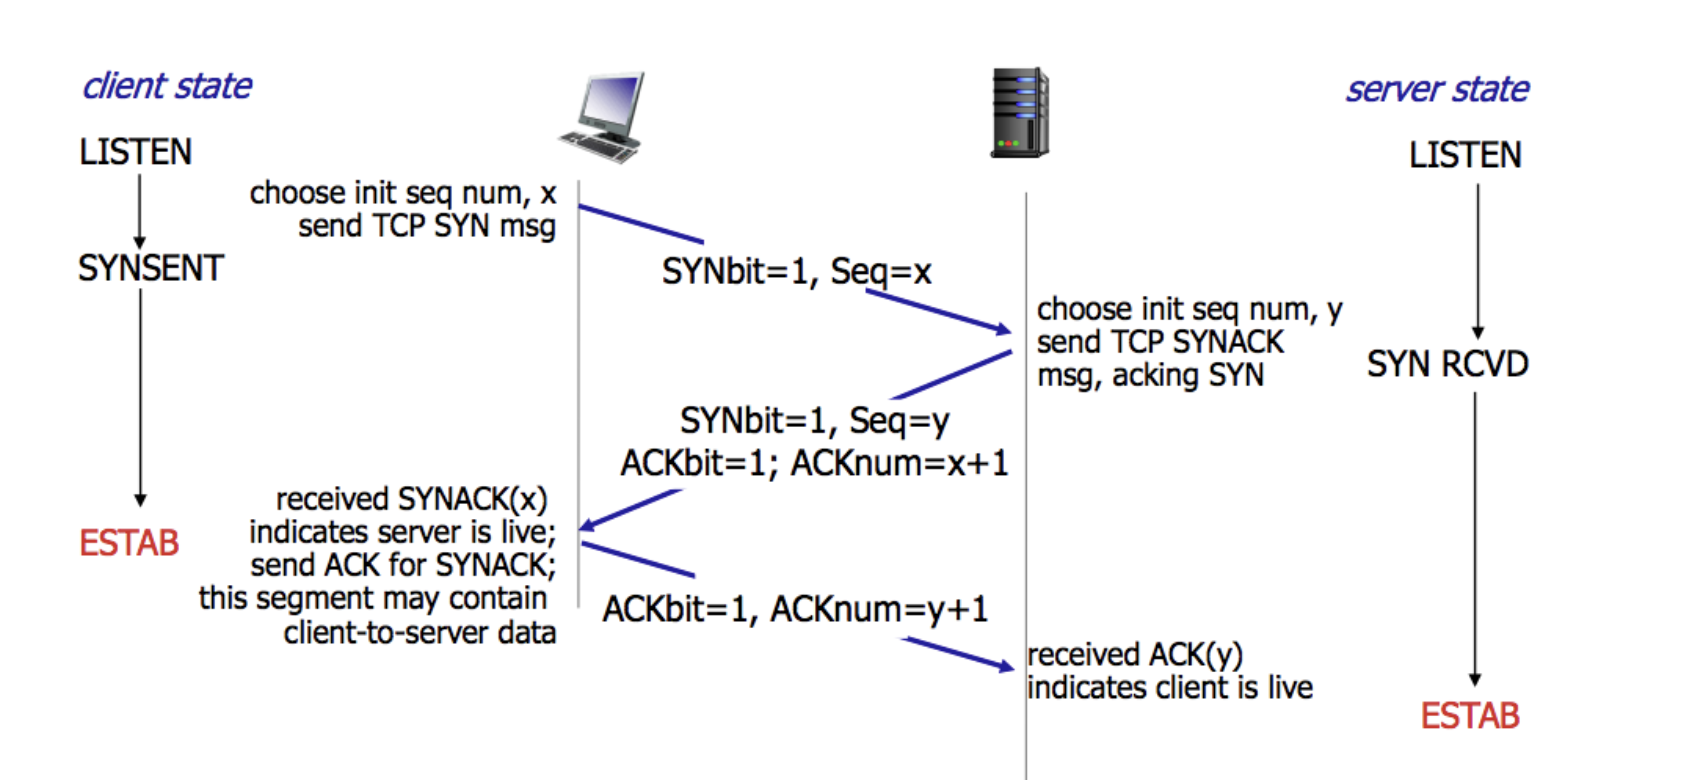 client state
server state
LISTEN
LISTEN
choose init seq num, x
send TCP SYN msg
SYNSENT
SYNbit=1, Seq=x
choose init seq num, y
send TCP SYNACK
msg, acking SYN
SYN RCVD
SYNbit=1, Seq=y
ACKbit=1; ACKnum=x+1
received SYNACK(x)
indicates server is live;
send ACK for SYNACK;
this segment may contain
client-to-server data
ESTAB
ACKbit=1, ACKnum=y+1
received ACK(y)
indicates client is live
ESTAB